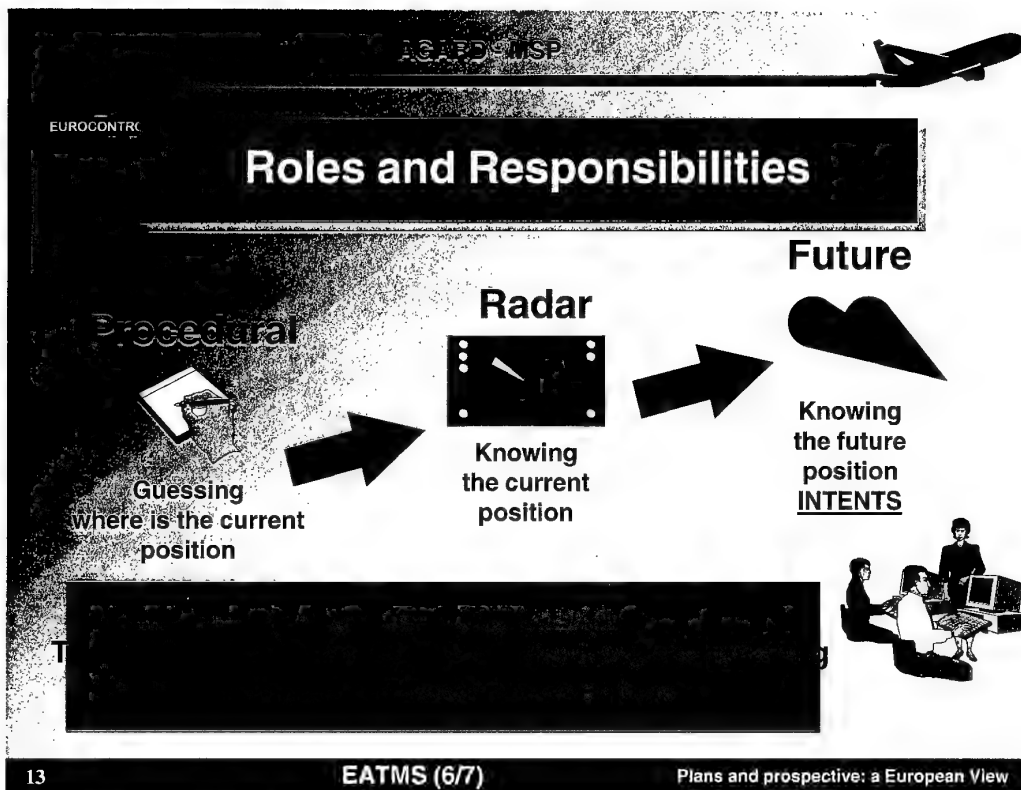 AGARD - MSP
EUROCONTR
Roles and Responsibilities
Future
Radar
Procedural
Knowing
the future
position
INTENTS
Knowing
the current
position
Guessing
where is the current
position
13
EATMS (6/7)
Plans and prospective: a European View